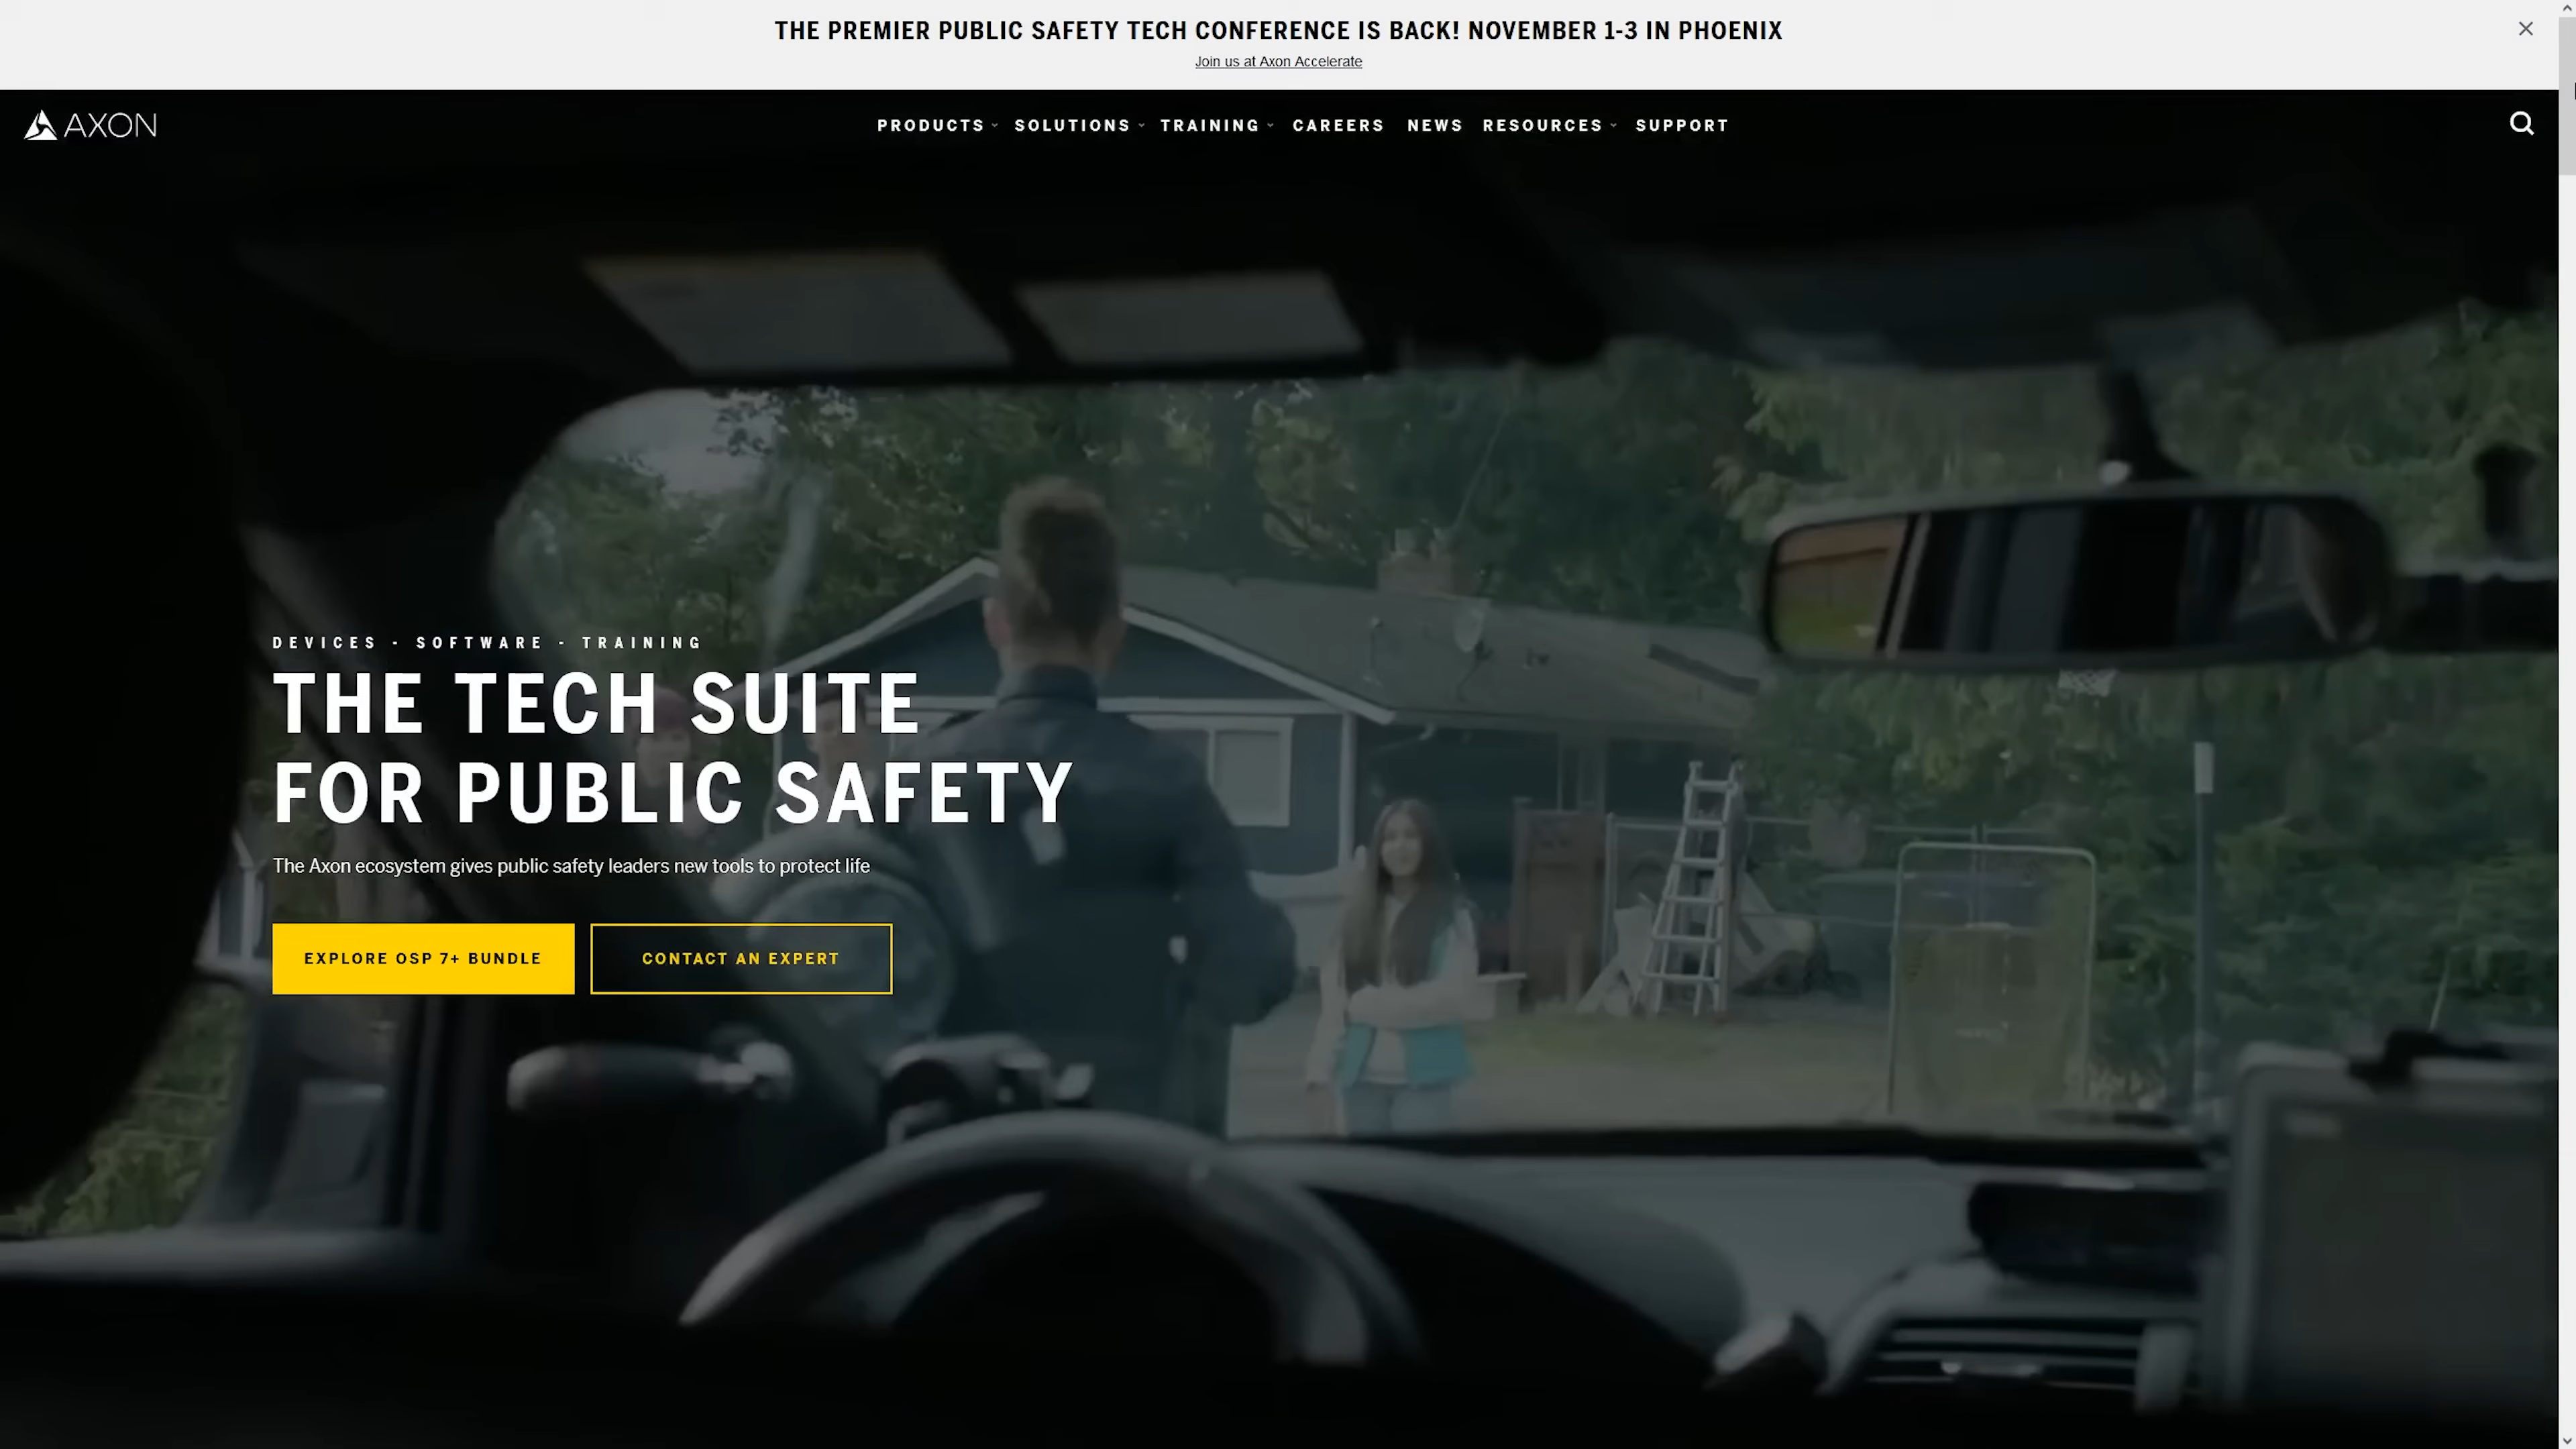 THE PREMIER PUBLIC SAFETY TECH CONFERENCE IS BACK! NOVEMBER 1-3 IN PHOENIX
Join us at Axon Accelerate
AXON
PRODUCTS SOLUTIONS TRAINING CAREERS NEWS RESOURCES SUPPORT
DEVICES - SOFTWARE - TRAINING
THE TECH SUITE
FOR PUBLIC SAFETY
The Axon ecosystem gives public safety leaders new tools to protect life
EXPLORE OSP 7+ BUNDLE CONTACT AN EXPERT